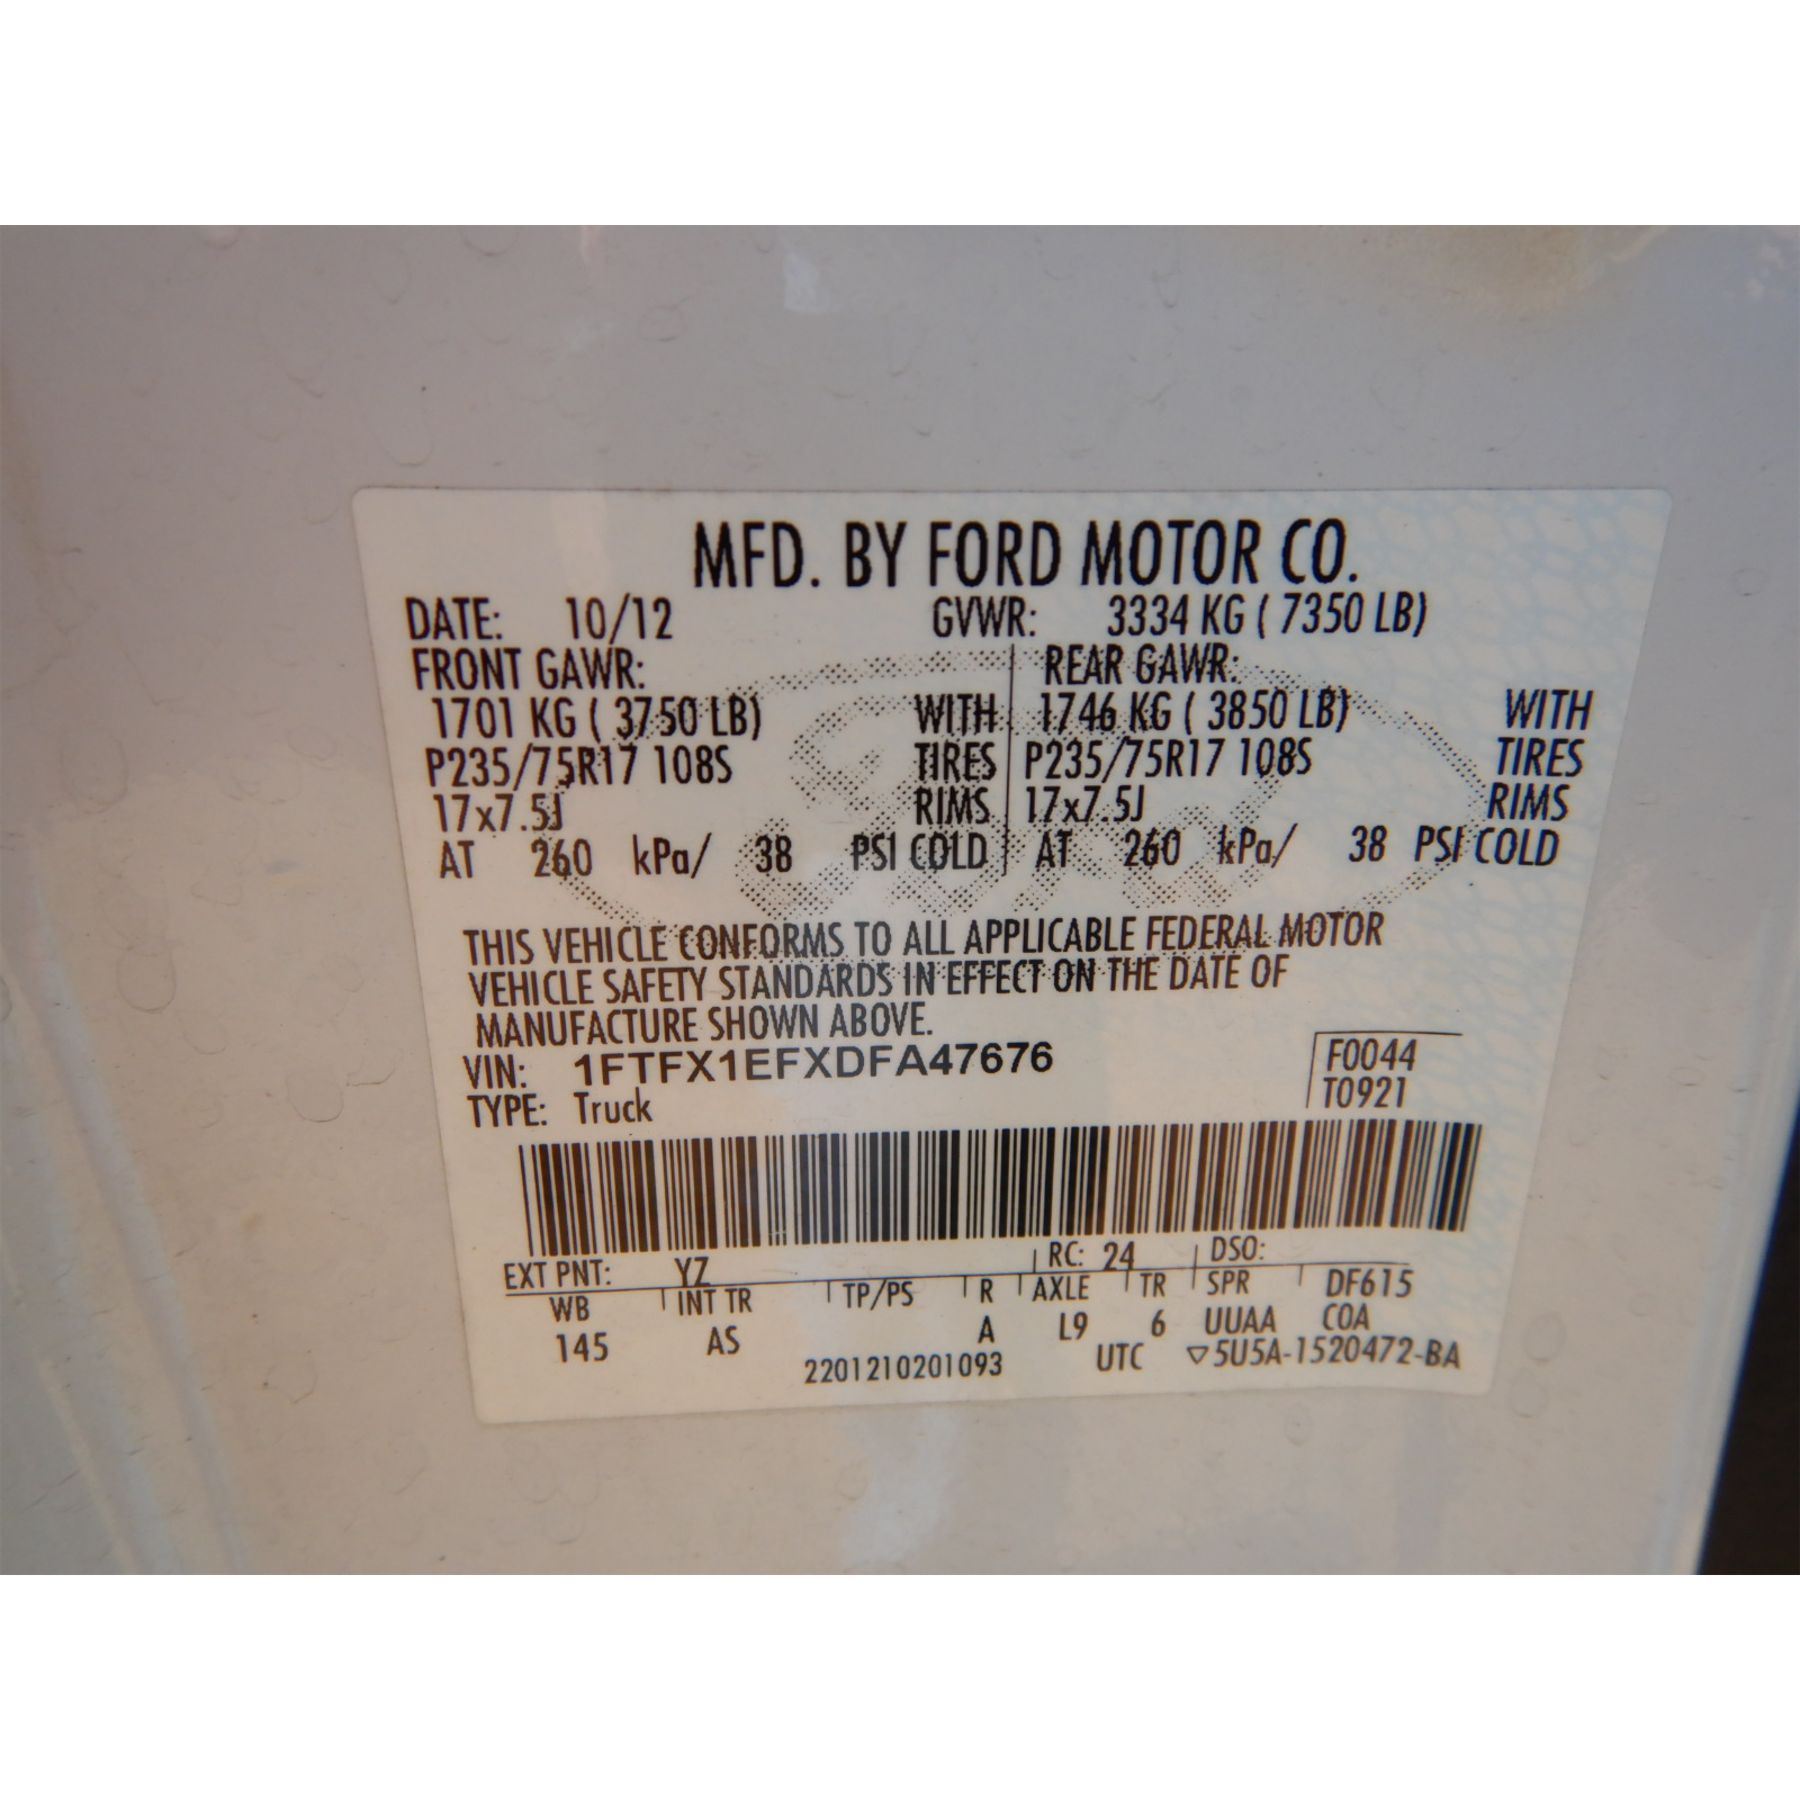 MFD. BY FORD MOTOR CO.
DATE: 10/12 GVWR: 3334 KG ( 7350 LB)
FRONT GAWR: REAR GAWR:
1701 KG ( 3750 LB) WITH 1746 KG ( 3850 LB) WITH
P235/75R17 108S TIRES P235/75R17 108S TIRES
17x7.5J RIMS 17x7.5J RIMS
AT 260 kPa/ 38 PSI COLD AT 260 kPa/ 38 PSI COLD
THIS VEHICLE CONFORMS TO ALL APPLICABLE FEDERAL MOTOR
VEHICLE SAFETY STANDARDS IN EFFECT ON THE DATE OF
MANUFACTURE SHOWN ABOVE.
VIN: 1FTFX1EFXDFA47676 F0044
TYPE: Truck T0921
EXT PNT: YZ RC: 24 DSO:
WB INT TR TP/PS R AXLE TR SPR DF615
145 AS A L9 6 UUAA COA
2201210201093 UTC ▽5U5A-1520472-BA